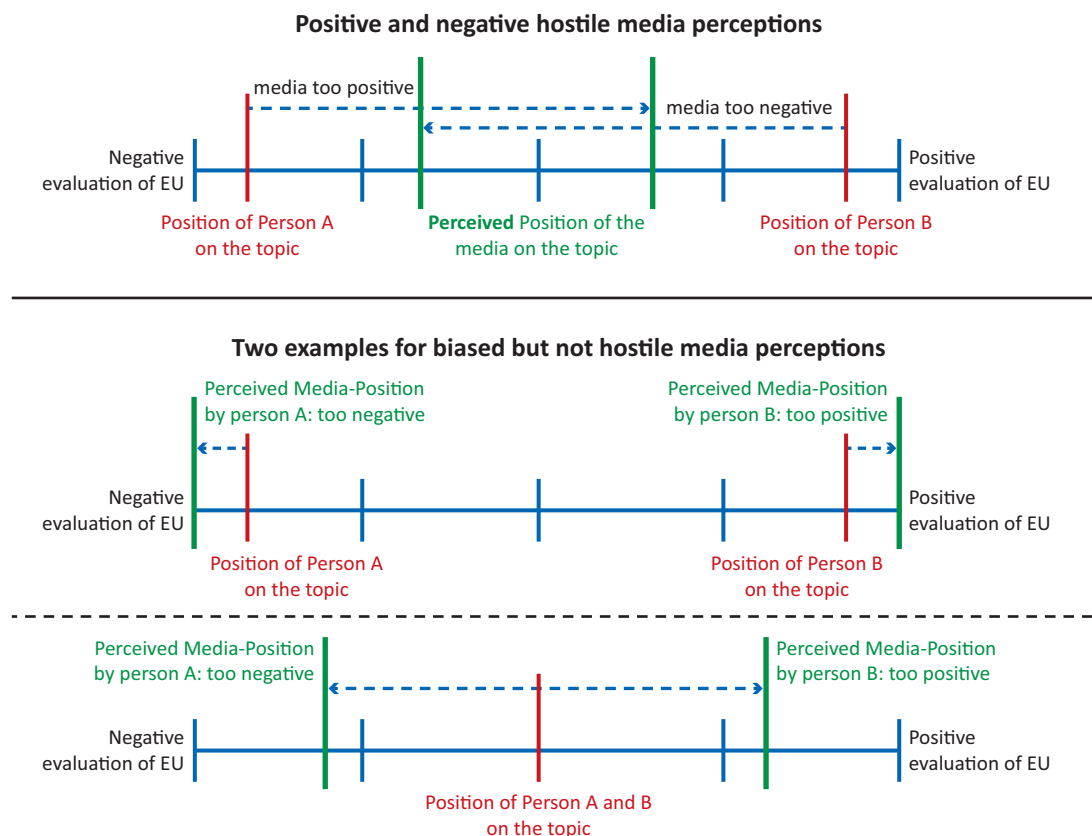 Positive and negative hostile media perceptions
media too positive
media too negative
Negative
evaluation of EU
Positive
evaluation of EU
Position of Person A
on the topic
Perceived Position of the
media on the topic
Position of Person B
on the topic
Two examples for biased but not hostile media perceptions
Perceived Media-Position
by person A: too negative
Perceived Media-Position
by person B: too positive
Negative
evaluation of EU
Positive
evaluation of EU
Position of Person A
on the topic
Position of Person B
on the topic
Perceived Media-Position
by person A: too negative
Perceived Media-Position
by person B: too positive
Negative
evaluation of EU
Positive
evaluation of EU
Position of Person A and B
on the topic